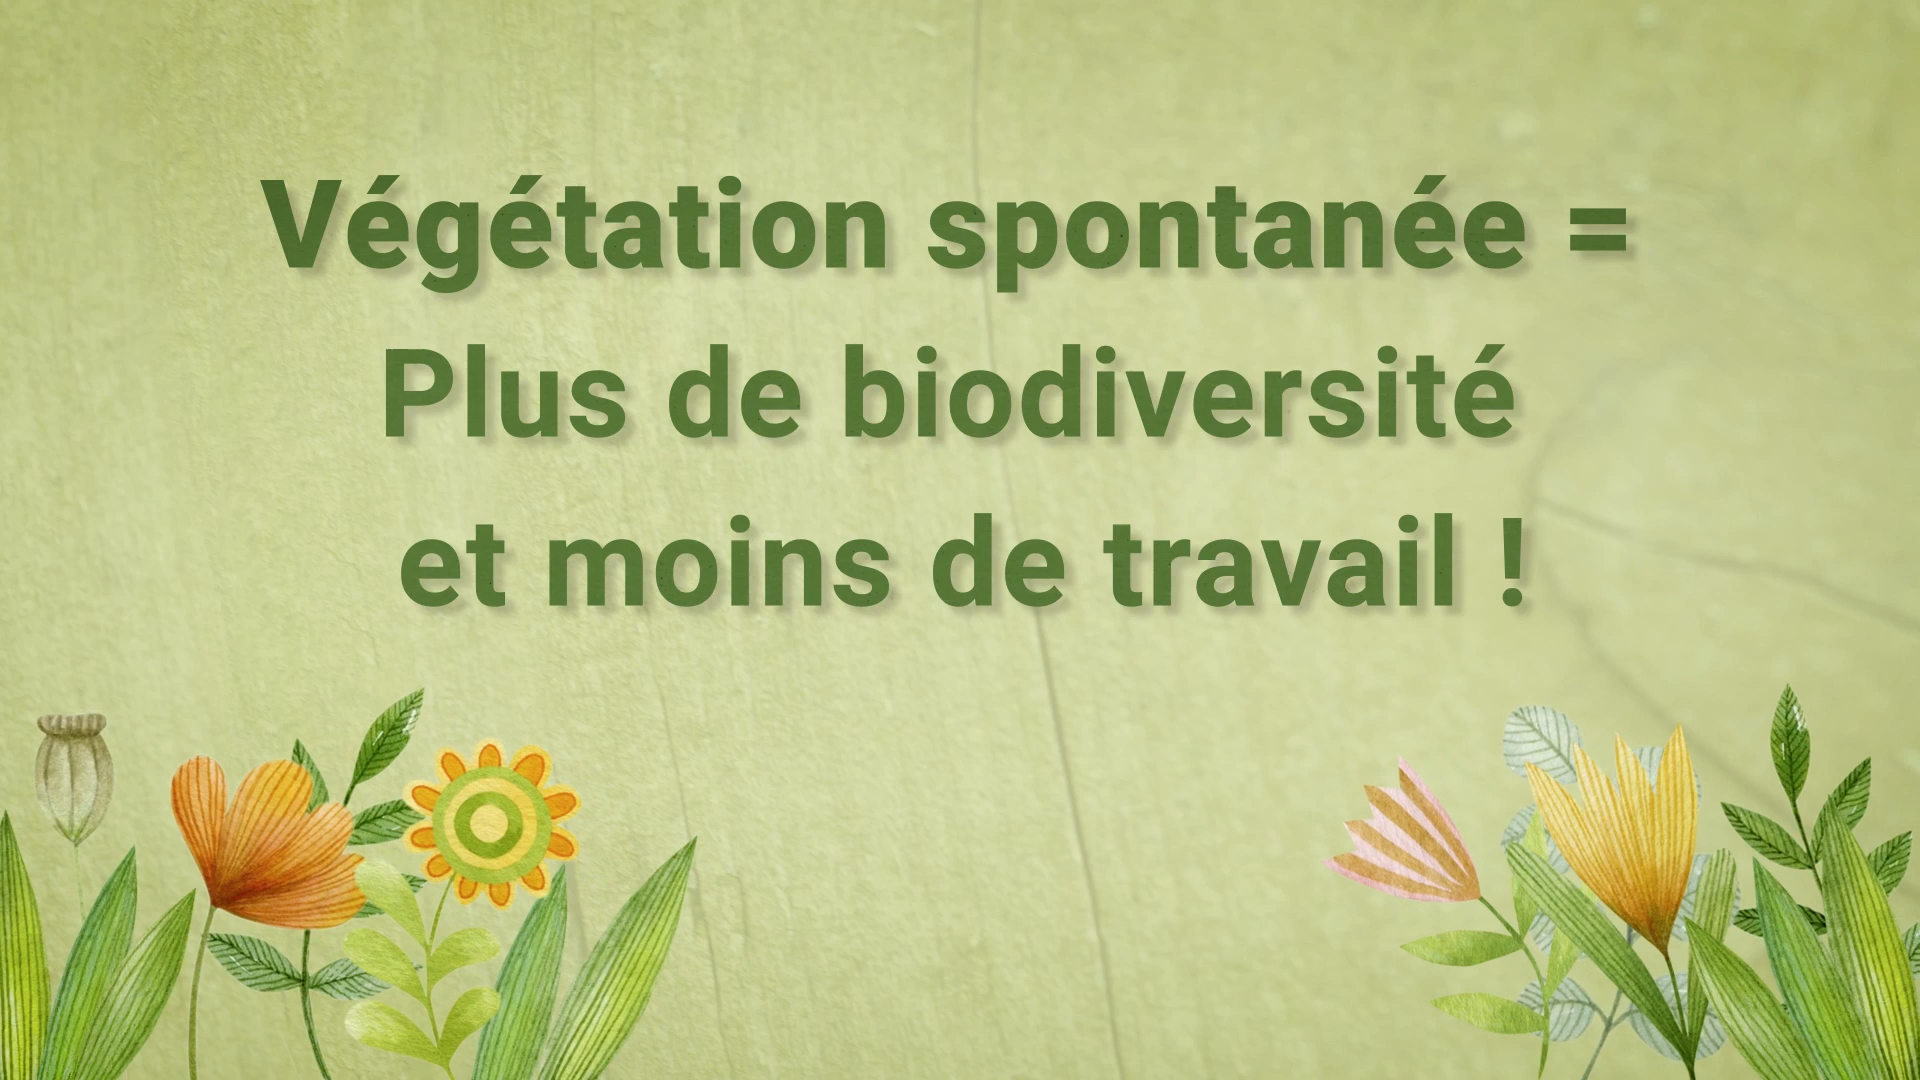 Végétation spontanée =
Plus de biodiversité
et moins de travail !